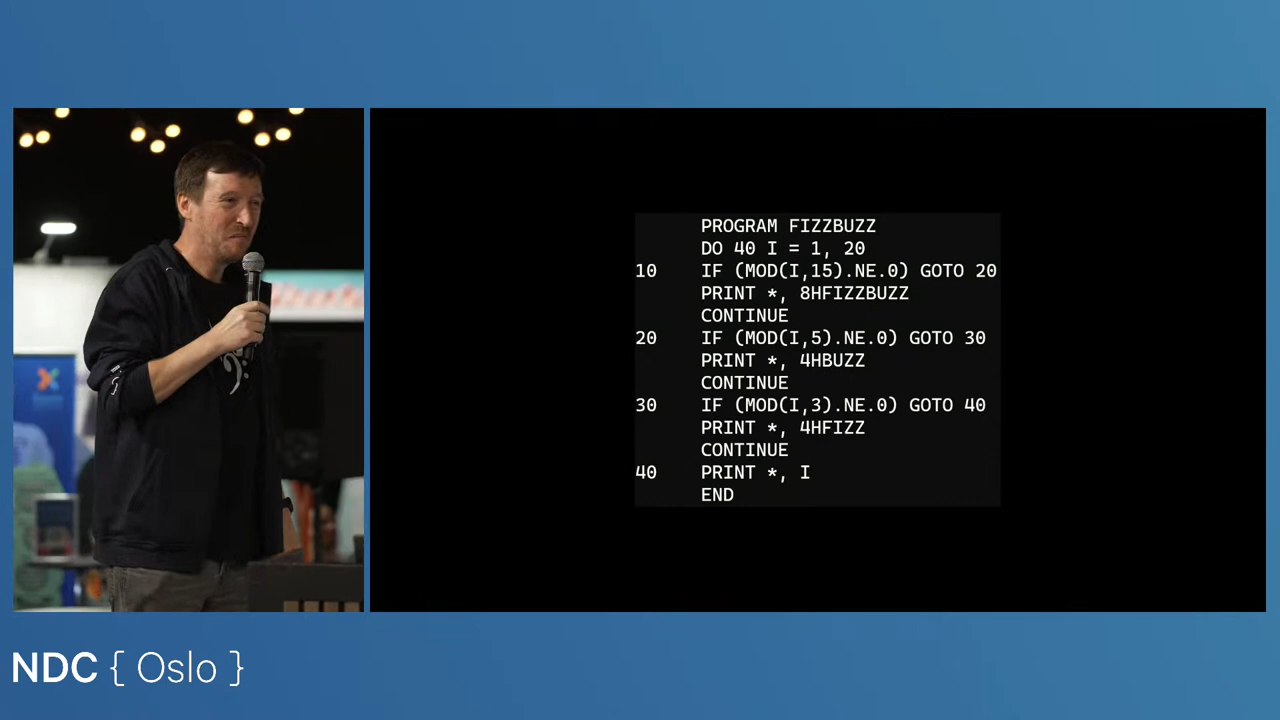 PROGRAM FIZZBUZZ
DO 40 I = 1, 20
10 IF (MOD(I,15).NE.0) GOTO 20
PRINT *, 8HFIZZBUZZ
CONTINUE
20 IF (MOD(I,5).NE.0) GOTO 30
PRINT *, 4HBUZZ
CONTINUE
30 IF (MOD(I,3).NE.0) GOTO 40
PRINT *, 4HFIZZ
CONTINUE
40 PRINT *, I
END
NDC { Oslo }